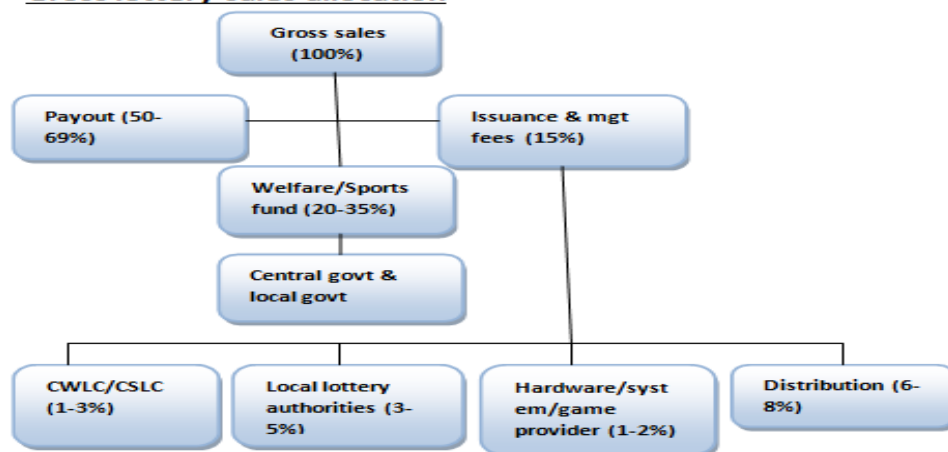 Gross sales
(100%)
Payout (50-
69%)
Issuance & mgt
fees (15%)
Welfare/Sports
fund (20-35%)
Central govt &
local govt
CWLC/CSLC
(1-3%)
Local lottery
authorities (3-
5%)
Hardware/syst
em/game
provider (1-2%)
Distribution (6-
8%)